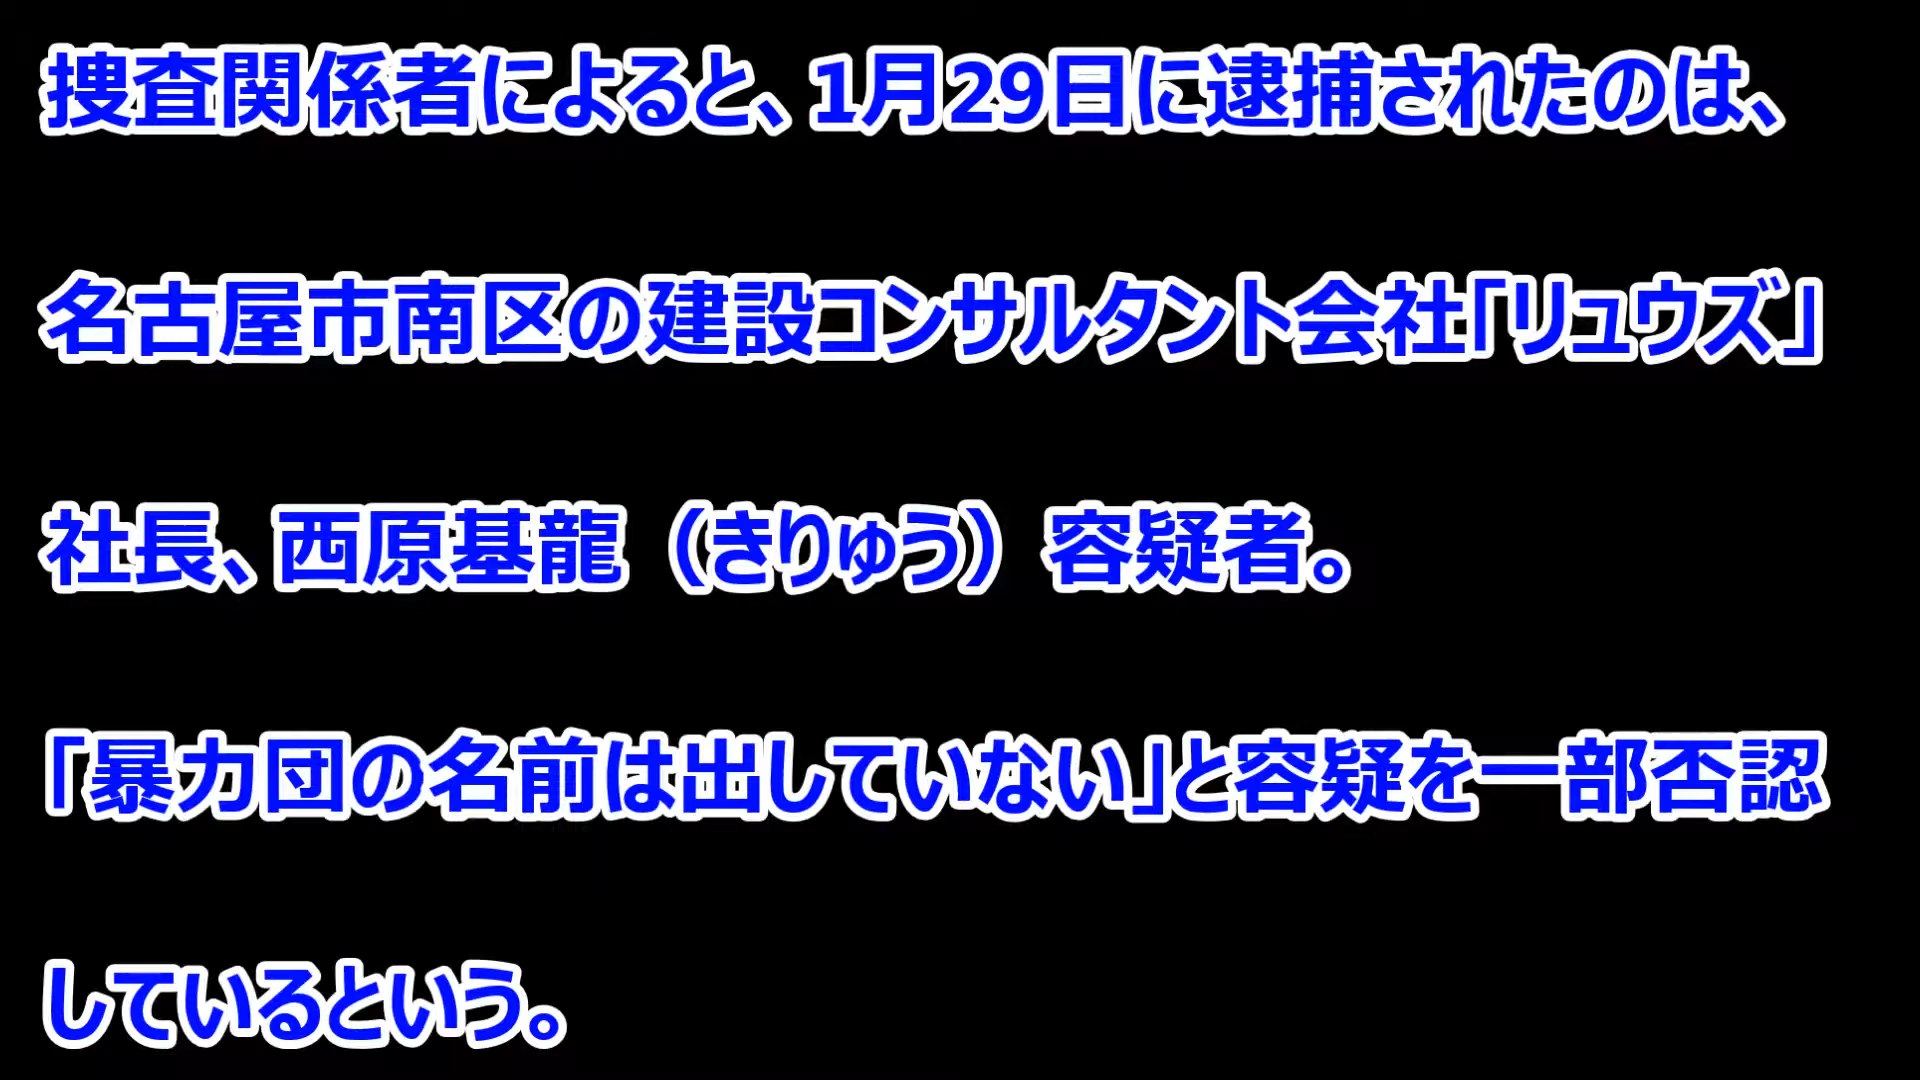 捜査関係者によると、1月29日に逮捕されたのは、
名古屋市南区の建設コンサルタント会社「リュウズ」
社長、西原基龍（きりゅう）容疑者。
「暴力団の名前は出していない」と容疑を一部否認
しているという。